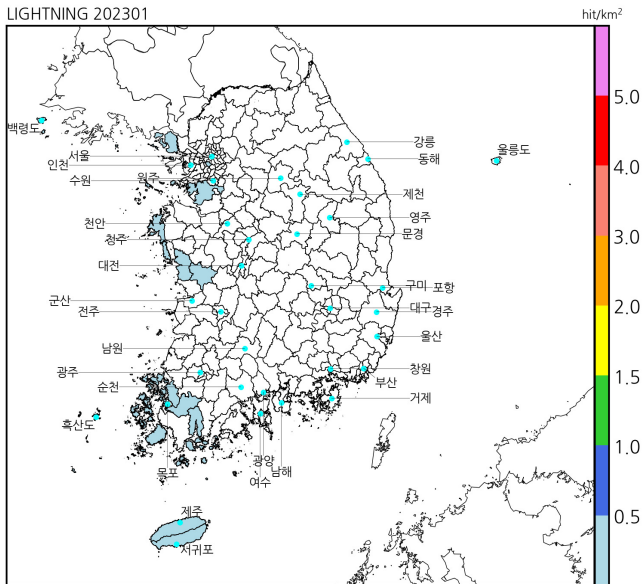 LIGHTNING 202301
hit/km²
백령도
서울
인천
수원
원주
강릉
동해
울릉도
제천
천안
영주
청주
문경
대전
구미
포항
군산
전주
대구
경주
울산
남원
광주
순천
창원
부산
거제
흑산도
목포
광양
여수
남해
제주
서귀포
5.0
4.0
3.0
2.0
1.5
1.0
0.5